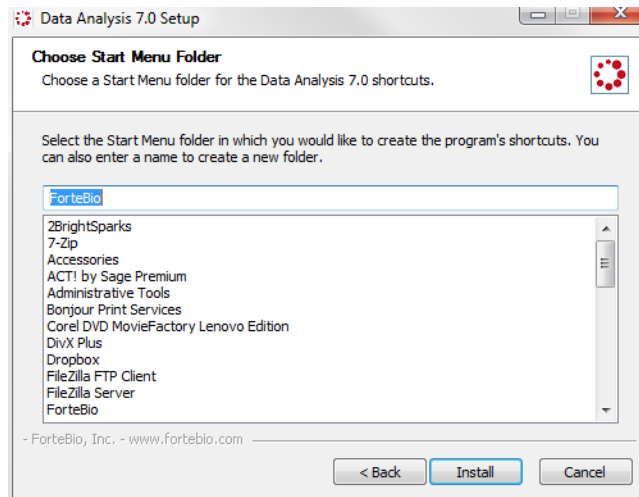 Data Analysis 7.0 Setup
Choose Start Menu Folder
Choose a Start Menu folder for the Data Analysis 7.0 shortcuts.
Select the Start Menu folder in which you would like to create the program's shortcuts. You
can also enter a name to create a new folder.
ForteBio
2BrightSparks
7-Zip
Accessories
ACT! by Sage Premium
Administrative Tools
Bonjour Print Services
Corel DVD MovieFactory Lenovo Edition
DivX Plus
Dropbox
FileZilla FTP Client
FileZilla Server
ForteBio
- ForteBio, Inc. - www.fortebio.com
< Back Install Cancel